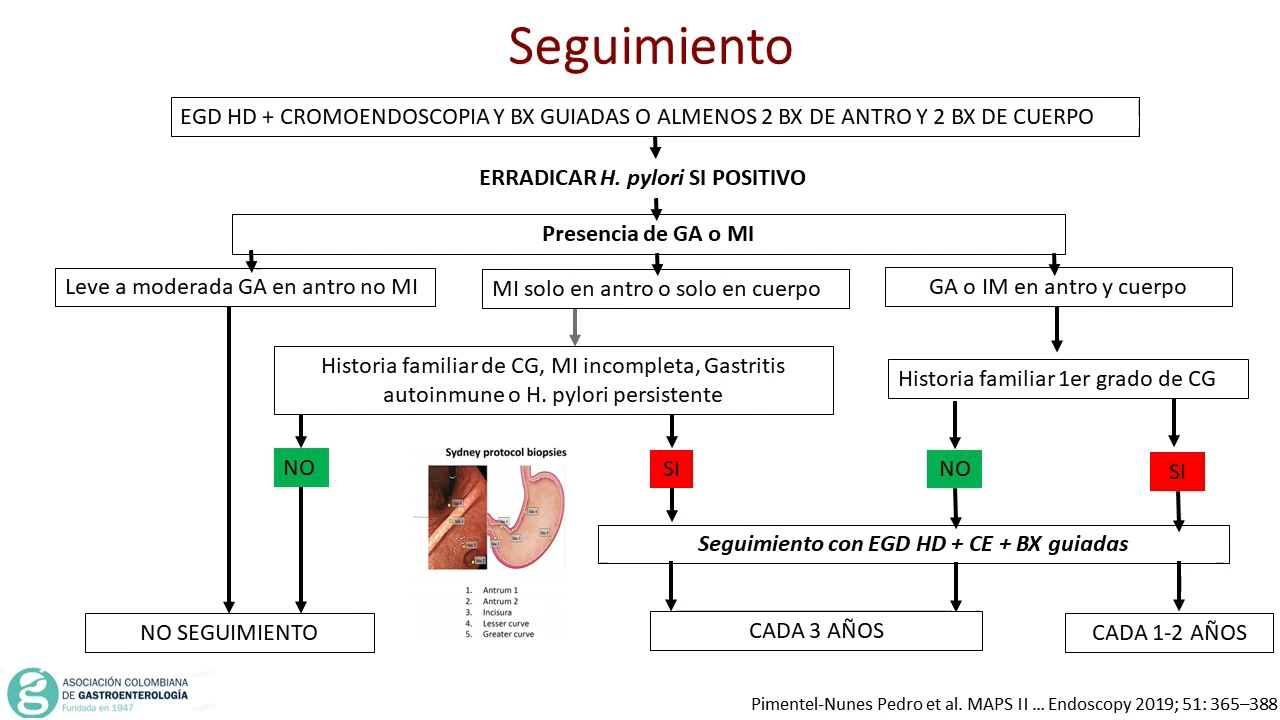 Seguimiento
EGD HD + CROMOENDOSCOPIA Y BX GUIADAS O ALMENOS 2 BX DE ANTRO Y 2 BX DE CUERPO
ERRADICAR H. pylori SI POSITIVO
Presencia de GA o MI
Leve a moderada GA en antro no MI
MI solo en antro o solo en cuerpo
GA o IM en antro y cuerpo
Historia familiar de CG, MI incompleta, Gastritis
autoinmune o H. pylori persistente
Historia familiar 1er grado de CG
NO
SI
NO
SI
Sydney protocol biopsies
1. Antrum 1
2. Antrum 2
3. Incisura
4. Lesser curve
5. Greater curve
Seguimiento con EGD HD + CE + BX guiadas
NO SEGUIMIENTO
CADA 3 AÑOS
CADA 1-2 AÑOS
ASOCIACIÓN COLOMBIANA
DE GASTROENTEROLOGÍA
Fundada en 1947
Pimentel-Nunes Pedro et al. MAPS II ... Endoscopy 2019; 51: 365–388